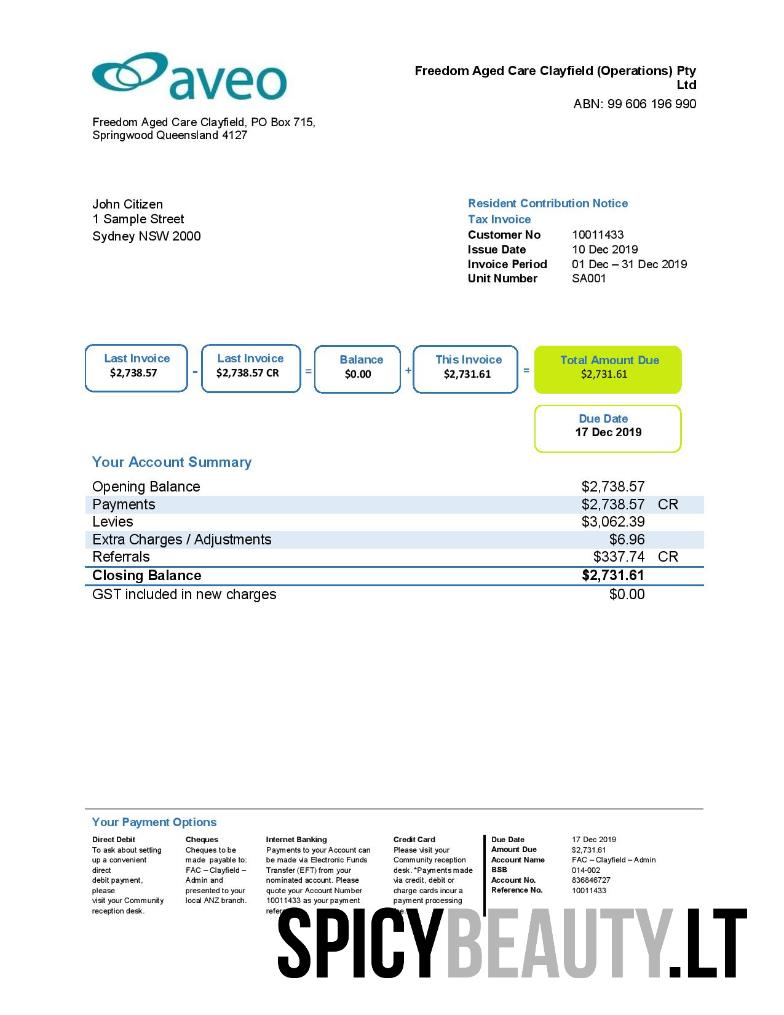 aveo
Freedom Aged Care Clayfield (Operations) Pty
Ltd
ABN: 99 606 196 990
Freedom Aged Care Clayfield, PO Box 715,
Springwood Queensland 4127
John Citizen
1 Sample Street
Sydney NSW 2000
Resident Contribution Notice
Tax Invoice
Customer No 10011433
Issue Date 10 Dec 2019
Invoice Period 01 Dec – 31 Dec 2019
Unit Number SA001
Last Invoice
$2,738.57
-
Last Invoice
$2,738.57 CR
=
Balance
$0.00
+
This Invoice
$2,731.61
=
Total Amount Due
$2,731.61
Due Date
17 Dec 2019
Your Account Summary
Opening Balance $2,738.57
Payments $2,738.57 CR
Levies $3,062.39
Extra Charges / Adjustments $6.96
Referrals $337.74 CR
Closing Balance $2,731.61
GST included in new charges $0.00
Your Payment Options
Direct Debit
To ask about setting
up a convenient
direct
debit payment,
please
visit your Community
reception desk.
Cheques
Cheques to be
made payable to:
FAC – Clayfield –
Admin and
presented to your
local ANZ branch.
Internet Banking
Payments to your Account can
be made via Electronic Funds
Transfer (EFT) from your
nominated account. Please
quote your Account Number
10011433 as your payment
Credit Card
Please visit your
Community reception
desk. *Payments made
via credit, debit or
charge cards incur a
payment processing
Due Date 17 Dec 2019
Amount Due $2,731.61
Account Name FAC – Clayfield – Admin
BSB 014-002
Account No. 836846727
Reference No. 10011433
SPICYBEAUTY.LT